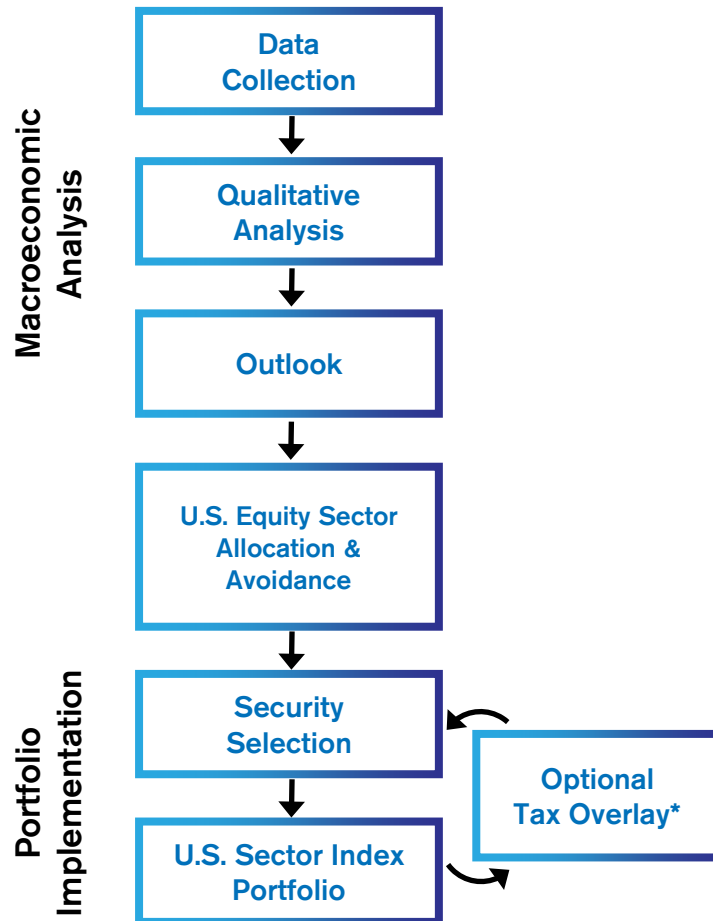 Macroeconomic
Analysis
Data
Collection
Qualitative
Analysis
Outlook
U.S. Equity Sector
Allocation &
Avoidance
Portfolio
Implementation
Security
Selection
U.S. Sector Index
Portfolio
Optional
Tax Overlay*